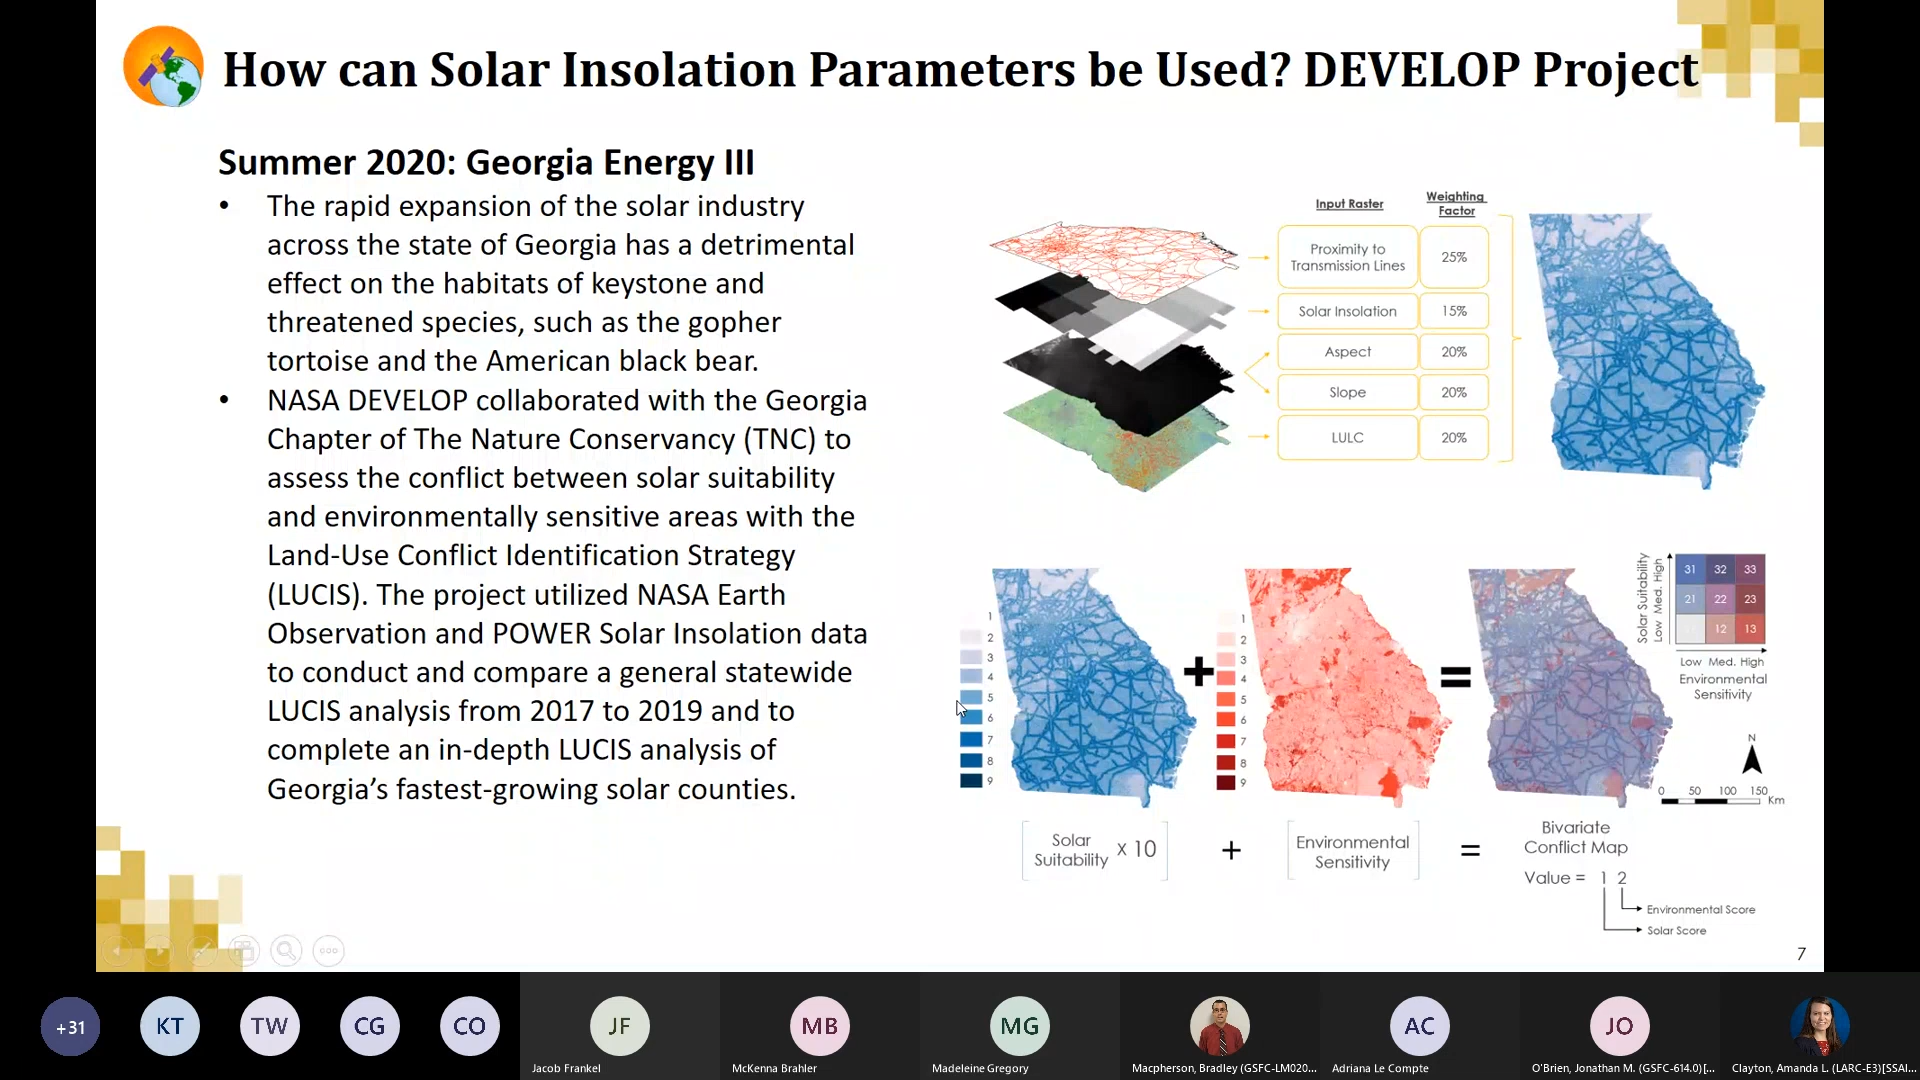 How can Solar Insolation Parameters be Used? DEVELOP Project
Summer 2020: Georgia Energy III
• The rapid expansion of the solar industry
across the state of Georgia has a detrimental
effect on the habitats of keystone and
threatened species, such as the gopher
tortoise and the American black bear.
• NASA DEVELOP collaborated with the Georgia
Chapter of The Nature Conservancy (TNC) to
assess the conflict between solar suitability
and environmentally sensitive areas with the
Land-Use Conflict Identification Strategy
(LUCIS). The project utilized NASA Earth
Observation and POWER Solar Insolation data
to conduct and compare a general statewide
LUCIS analysis from 2017 to 2019 and to
complete an in-depth LUCIS analysis of
Georgia’s fastest-growing solar counties.
Input Raster
Weighting
Factor
Proximity to
Transmission Lines
25%
Solar Insolation
15%
Aspect
20%
Slope
20%
LULC
20%
1
2
3
4
5
6
7
8
9
+
1
2
3
4
5
6
7
8
9
=
Solar Suitability
Low Med. High
31 32 33
21 22 23
12 13
Low Med. High
Environmental
Sensitivity
N
0 50 100 150
Km
Solar
Suitability
x 10
+
Environmental
Sensitivity
=
Bivariate
Conflict Map
Value = 1 2
Environmental Score
Solar Score
7
+31
KT
TW
CG
CO
JF
Jacob Frankel
MB
McKenna Brahler
MG
Madeleine Gregory
Macpherson, Bradley (GSFC-LM020...
AC
Adriana Le Compte
JO
O'Brien, Jonathan M. (GSFC-614.0)[...
Clayton, Amanda L. (LARC-E3)[SSAI...